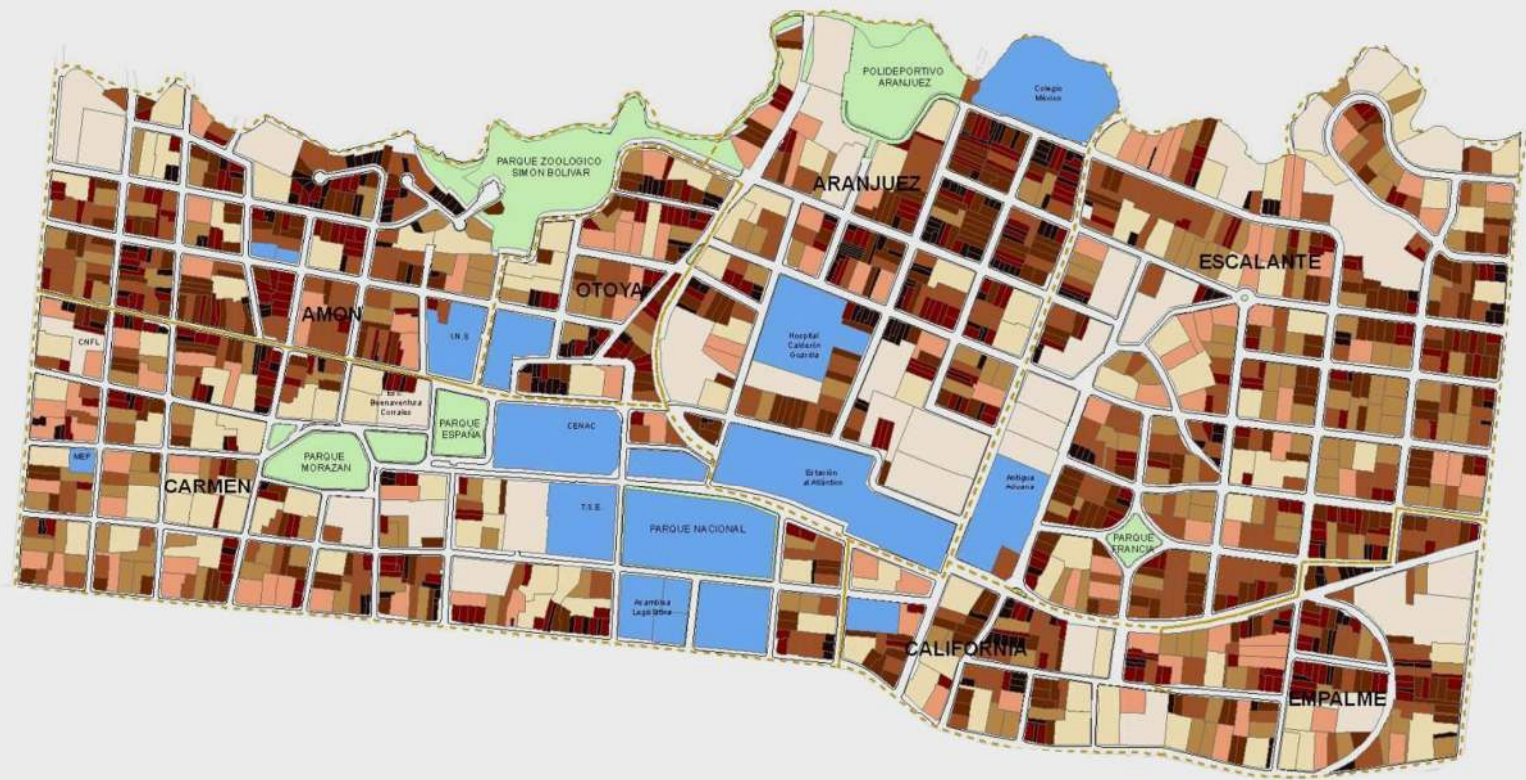 POLIDEPORTIVO
ARANJUEZ
Colegio
México
PARQUE ZOOLOGICO
SIMON BOLIVAR
ARANJUEZ
ESCALANTE
OTOYA
AMON
CNFL
I.N.S
Hospital
Calderón
Guardia
Buenaventura
Corrales
PARQUE
ESPAÑA
CENAC
PARQUE
MORAZAN
MEP
CARMEN
Estación
al Atlántico
Antigua
Aduana
T.S.E.
PARQUE NACIONAL
PARQUE
FRANCIA
Asamblea
Legislativa
CALIFORNIA
EMPALME